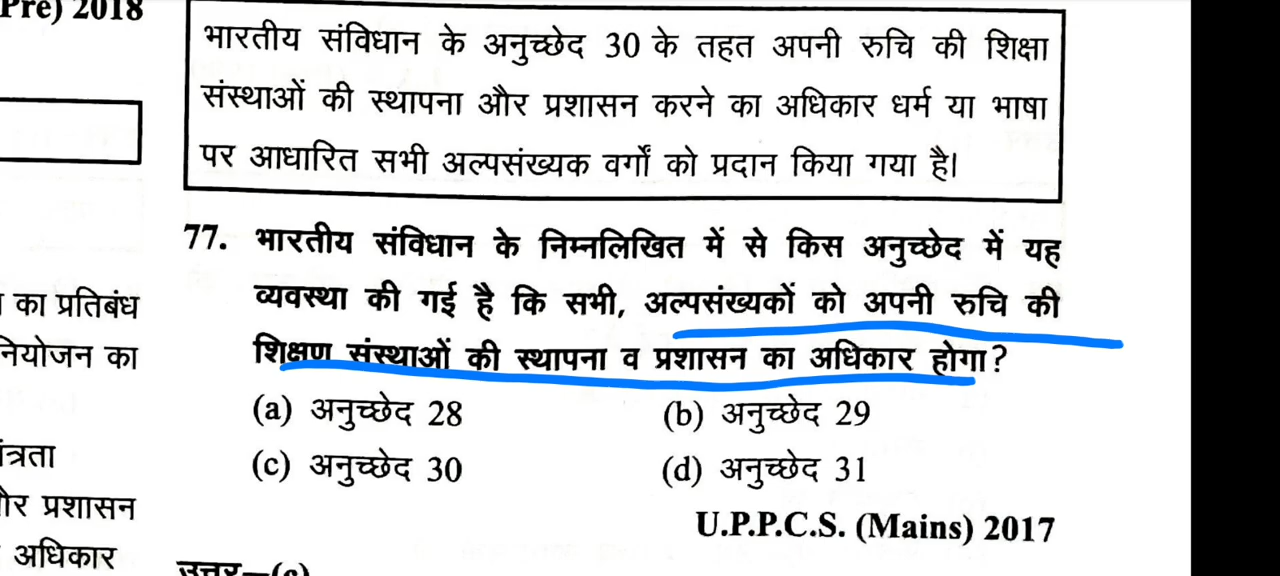 Pre) 2018
भारतीय संविधान के अनुच्छेद 30 के तहत अपनी रुचि की शिक्षा
संस्थाओं की स्थापना और प्रशासन करने का अधिकार धर्म या भाषा
पर आधारित सभी अल्पसंख्यक वर्गों को प्रदान किया गया है।
77. भारतीय संविधान के निम्नलिखित में से किस अनुच्छेद में यह
व्यवस्था की गई है कि सभी, अल्पसंख्यकों को अपनी रुचि की
शिक्षण संस्थाओं की स्थापना व प्रशासन का अधिकार होगा?
(a) अनुच्छेद 28 (b) अनुच्छेद 29
(c) अनुच्छेद 30 (d) अनुच्छेद 31
U.P.P.C.S. (Mains) 2017
उत्तर—(c)
का प्रतिबंध
का
प्रशासन
अधिकार